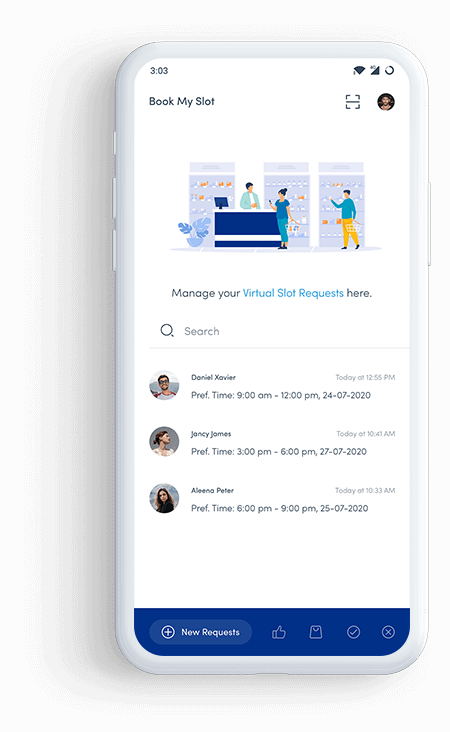 3:03
4G
Book My Slot
Manage your Virtual Slot Requests here.
Search
Daniel Xavier Today at 12:55 PM
Pref. Time: 9:00 am - 12:00 pm, 24-07-2020
Jancy James Today at 10:41 AM
Pref. Time: 3:00 pm - 6:00 pm, 27-07-2020
Aleena Peter Today at 10:33 AM
Pref. Time: 6:00 pm - 9:00 pm, 25-07-2020
New Requests